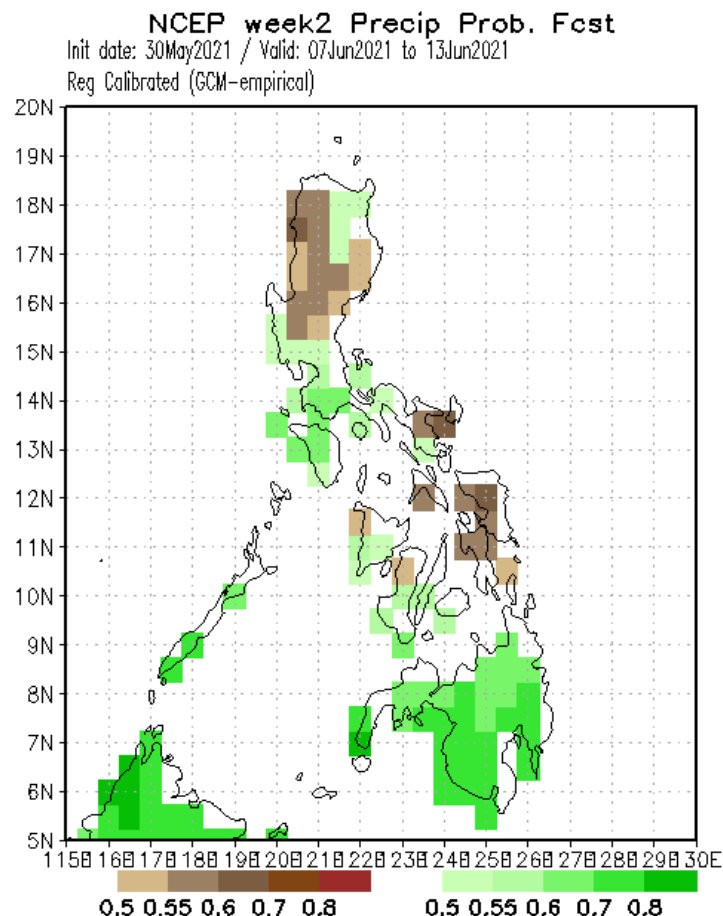 NCEP week2 Precip Prob. Fcst
Init date: 30May2021 / Valid: 07Jun2021 to 13Jun2021
Reg Calibrated (GCM-empirical)
20N
19N
18N
17N
16N
15N
14N
13N
12N
11N
10N
9N
8N
7N
6N
5N
115E 116E 117E 118E 119E 120E 121E 122E 123E 124E 125E 126E 127E 128E 129E 130E
0.5 0.55 0.6 0.7 0.8 0.5 0.55 0.6 0.7 0.8